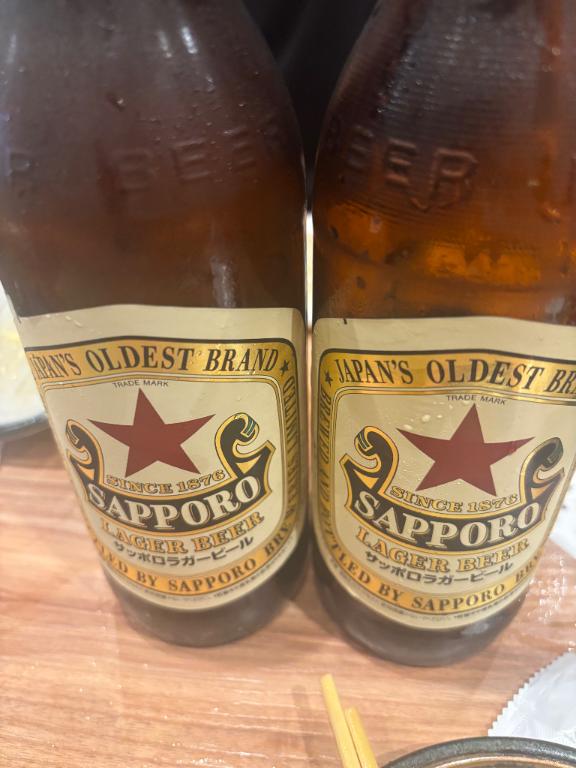 BEER
JAPAN'S OLDEST BRAND
TRADE MARK
SINCE 1876
SAPPORO
LAGER BEER
サッポロラガービール
BY SAPPORO
BEER
JAPAN'S OLDEST
TRADE MARK
SINCE 1876
SAPPORO
LAGER BEER
サッポロラガービール
BY SAPPORO